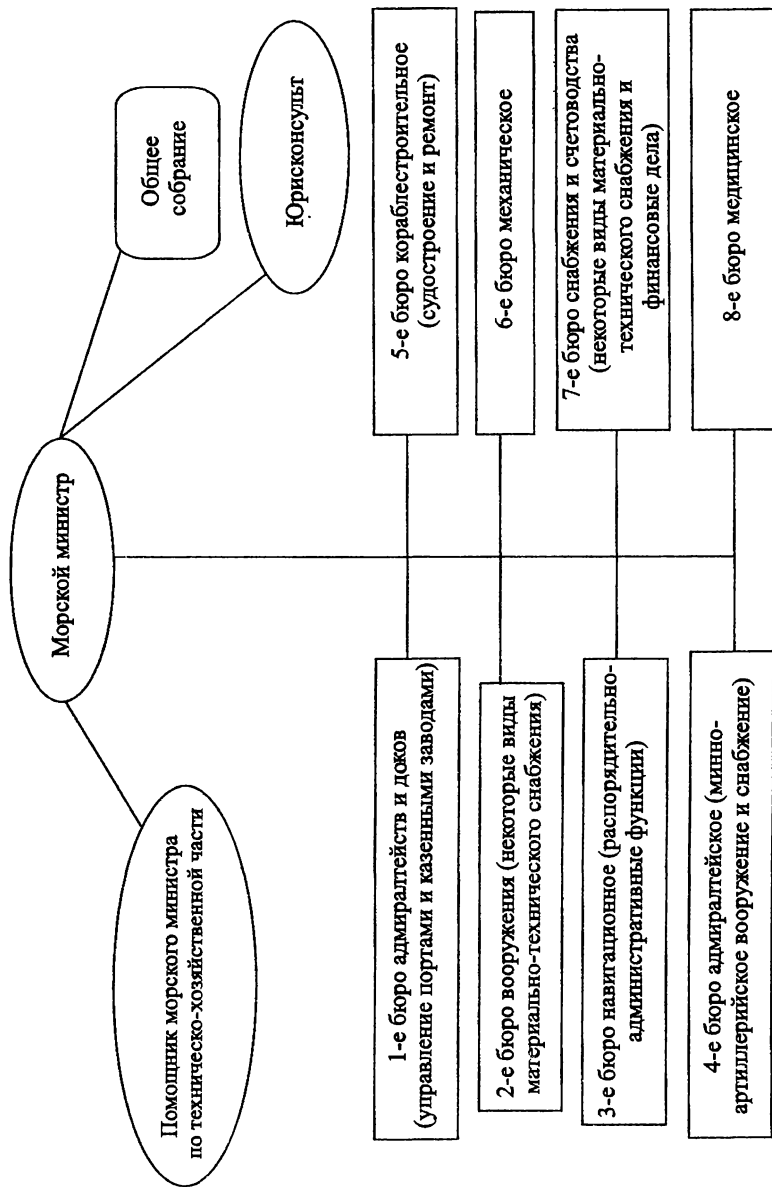 Морской министр
Помощник морского министра
по техническо-хозяйственной части
Общее
собрание
Юрисконсульт
1-е бюро адмиралтейств и доков
(управление портами и казенными заводами)
2-е бюро вооружения (некоторые виды
материально-технического снабжения)
3-е бюро навигационное (распорядительно-
административные функции)
4-е бюро адмиралтейское (минно-
артиллерийское вооружение и снабжение)
5-е бюро кораблестроительное
(судостроение и ремонт)
6-е бюро механическое
7-е бюро снабжения и счетоводства
(некоторые виды материально-
технического снабжения и
финансовые дела)
8-е бюро медицинское